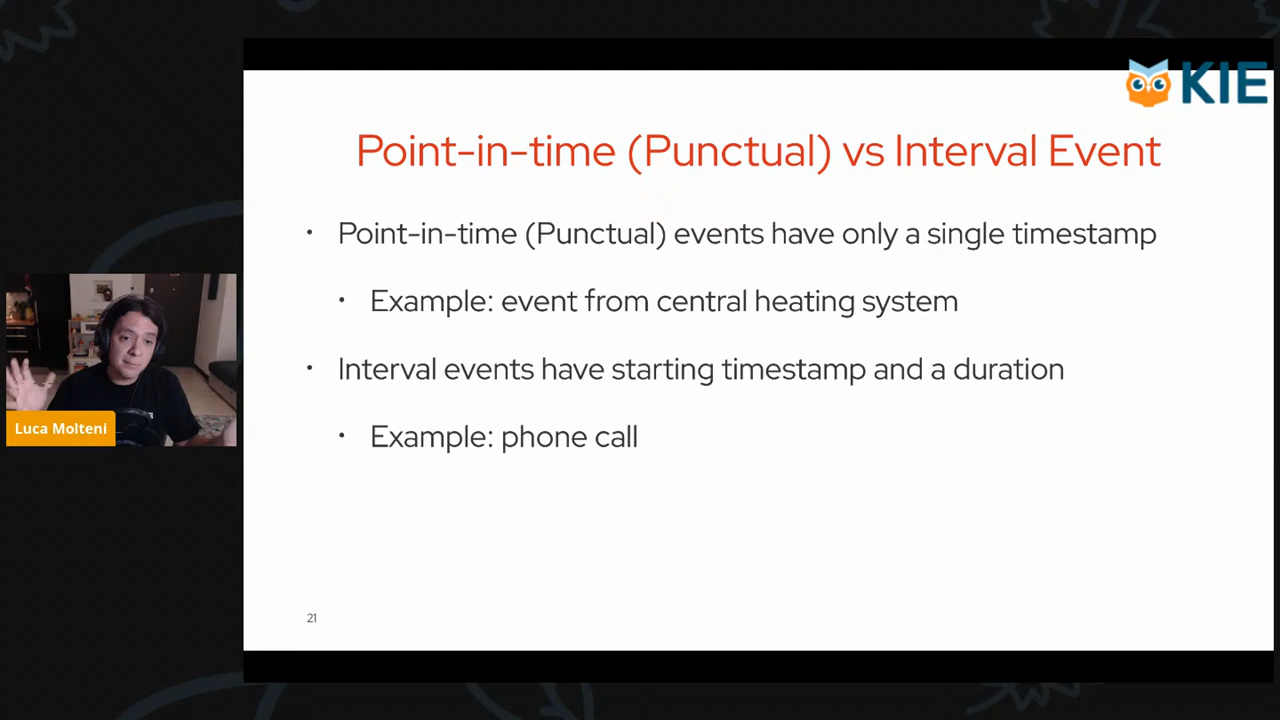 KIE
Point-in-time (Punctual) vs Interval Event
• Point-in-time (Punctual) events have only a single timestamp
• Example: event from central heating system
• Interval events have starting timestamp and a duration
• Example: phone call
Luca Molteni
21